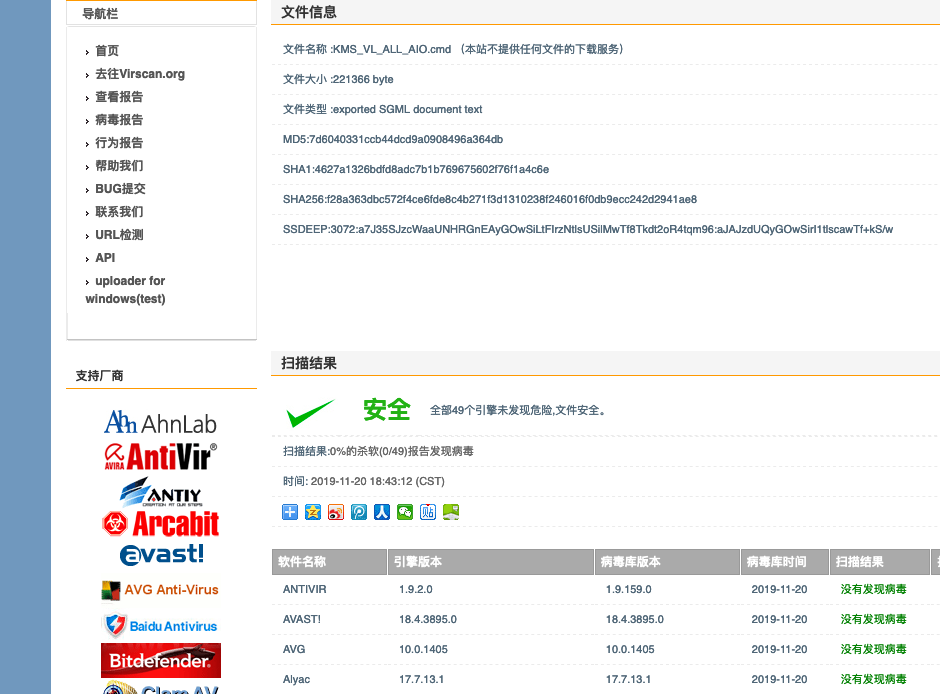 导航栏
首页
去往Virscan.org
查看报告
病毒报告
行为报告
帮助我们
BUG提交
联系我们
URL检测
API
uploader for
windows(test)
支持厂商
Ahn AhnLab
AVIRA AntiVir®
ANTIY
CREATION AT OUR STEPS
Arcabit
avast!
AVG Anti-Virus
Baidu Antivirus
Bitdefender
ClamAV
文件信息
文件名称 :KMS_VL_ALL_AIO.cmd （本站不提供任何文件的下载服务）
文件大小 :221366 byte
文件类型 :exported SGML document text
MD5:7d6040331ccb44dcd9a0908496a364db
SHA1:4627a1326bdfd8adc7b1b769675602f76f1a4c6e
SHA256:f28a363dbc572f4ce6fde8c4b271f3d1310238f246016f0db9ecc242d2941ae8
SSDEEP:3072:a7J35SJzcWaaUNHRGnEAyGOwSiLtFIrzNtlsUSilMwTf8Tkdt2oR4tqm96:aJAJzdUQyGOwSirI1tlscawTf+kS/w
扫描结果
安全 全部49个引擎未发现危险,文件安全。
扫描结果:0%的杀软(0/49)报告发现病毒
时间: 2019-11-20 18:43:12 (CST)
软件名称 引擎版本 病毒库版本 病毒库时间 扫描结果
ANTIVIR 1.9.2.0 1.9.159.0 2019-11-20 没有发现病毒
AVAST! 18.4.3895.0 18.4.3895.0 2019-11-20 没有发现病毒
AVG 10.0.1405 10.0.1405 2019-11-20 没有发现病毒
Alyac 17.7.13.1 17.7.13.1 2019-11-20 没有发现病毒